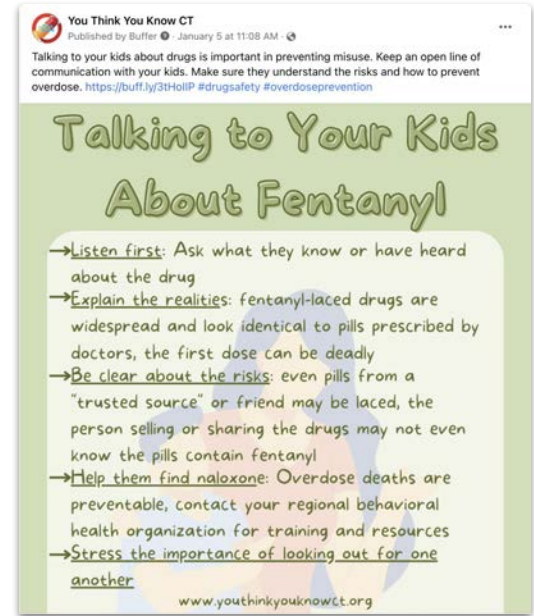 You Think You Know CT
Published by Buffer · January 5 at 11:08 AM ·
Talking to your kids about drugs is important in preventing misuse. Keep an open line of
communication with your kids. Make sure they understand the risks and how to prevent
overdose. https://buff.ly/3tHolIP #drugsafety #overdoseprevention
Talking to Your Kids
About Fentanyl
→Listen first: Ask what they know or have heard
about the drug
→Explain the realities: fentanyl-laced drugs are
widespread and look identical to pills prescribed by
doctors, the first dose can be deadly
→Be clear about the risks: even pills from a
"trusted source" or friend may be laced, the
person selling or sharing the drugs may not even
know the pills contain fentanyl
→Help them find naloxone: Overdose deaths are
preventable, contact your regional behavioral
health organization for training and resources
→Stress the importance of looking out for one
another
www.youthinkyouknowct.org